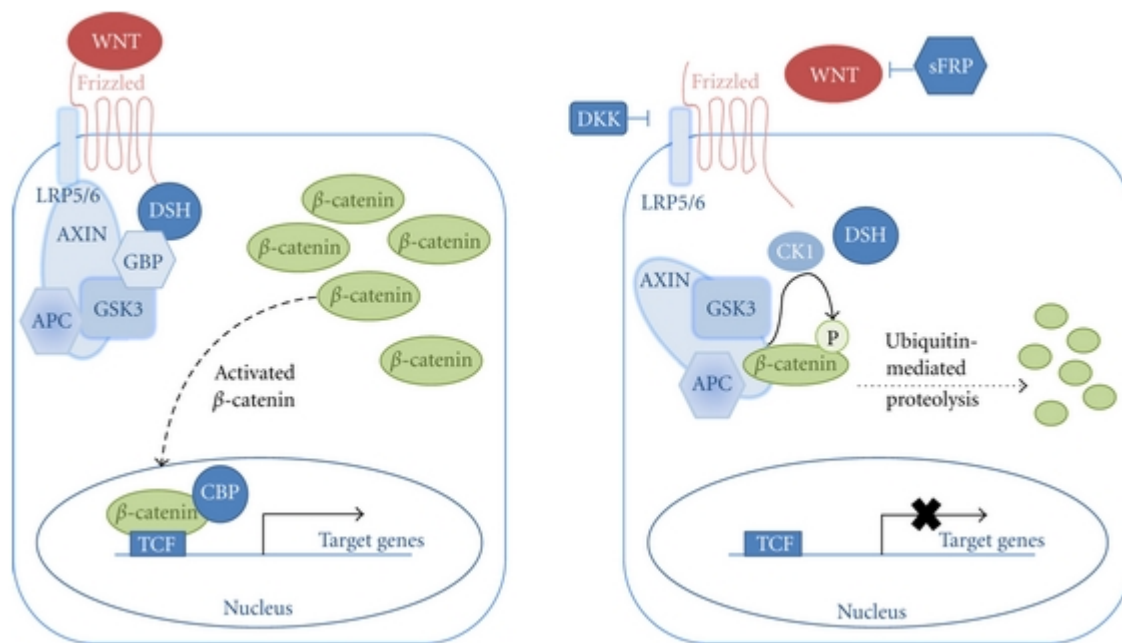 WNT
Frizzled
LRP5/6
DSH
AXIN
GBP
GSK3
APC
β-catenin
β-catenin
β-catenin
β-catenin
β-catenin
Activated
β-catenin
CBP
β-catenin
TCF
Target genes
Nucleus
WNT
sFRP
Frizzled
DKK
LRP5/6
DSH
CK1
AXIN
GSK3
P
β-catenin
APC
Ubiquitin-
mediated
proteolysis
TCF
Target genes
Nucleus